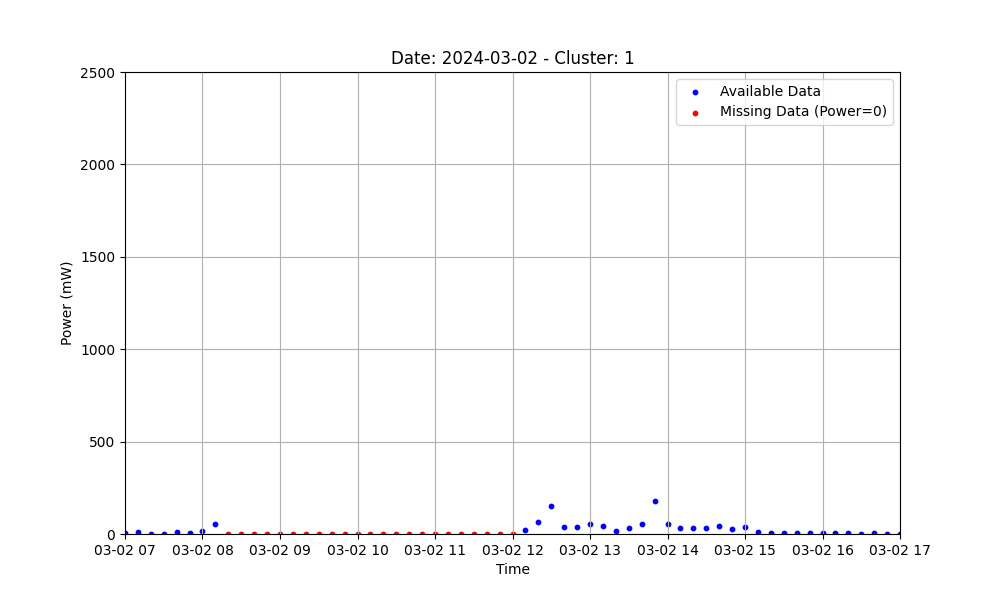 Date: 2024-03-02 - Cluster: 1
2500
Available Data
Missing Data (Power=0)
2000
1500
1000
500
0
Power (mW)
03-02 07 03-02 08 03-02 09 03-02 10 03-02 11 03-02 12 03-02 13 03-02 14 03-02 15 03-02 16 03-02 17
Time